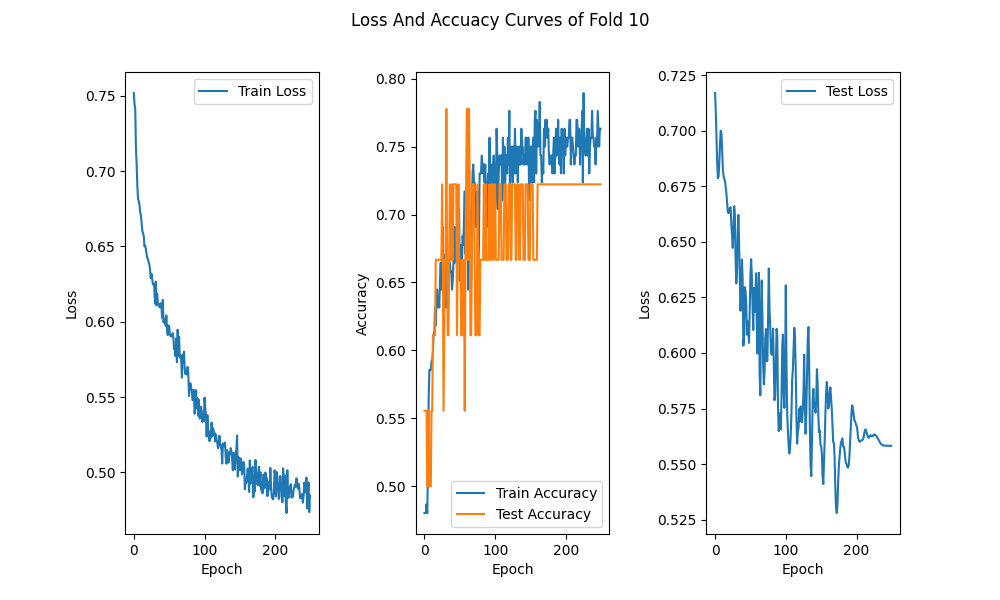 Loss And Accuacy Curves of Fold 10
Train Loss
0.75
0.70
0.65
0.60
0.55
0.50
Loss
0
100
200
Epoch
0.80
0.75
0.70
0.65
0.60
0.55
0.50
Accuracy
Train Accuracy
Test Accuracy
0
100
200
Epoch
Test Loss
0.725
0.700
0.675
0.650
0.625
0.600
0.575
0.550
0.525
Loss
0
100
200
Epoch